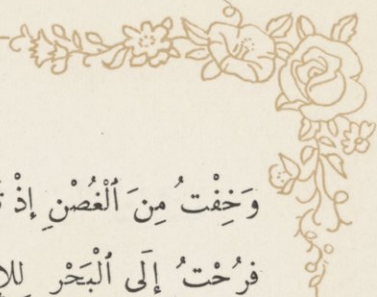 وَخِفْتُ مِنَ ٱلْغُصْنِ إِذْ
فَرُحْتُ إِلَى ٱلْبَحْرِ